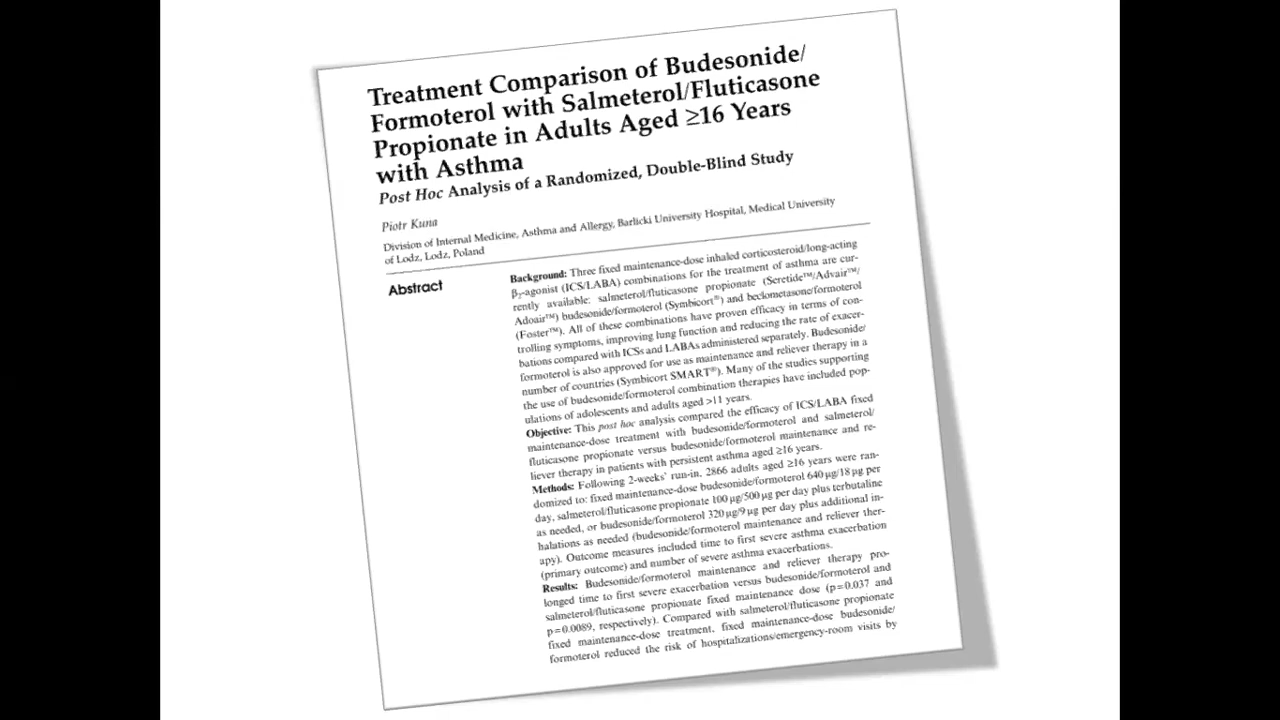 Treatment Comparison of Budesonide/
Formoterol with Salmeterol/Fluticasone
Propionate in Adults Aged ≥16 Years
with Asthma
Post Hoc Analysis of a Randomized, Double-Blind Study
Piotr Kuna
Division of Internal Medicine, Asthma and Allergy, Barlicki University Hospital, Medical University
of Lodz, Lodz, Poland
Abstract
Background: Three fixed maintenance-dose inhaled corticosteroid/long-acting
β₂-agonist (ICS/LABA) combinations for the treatment of asthma are cur-
rently available: salmeterol/fluticasone propionate (Seretide™/Advair™/
Adoair™) budesonide/formoterol (Symbicort®) and beclometasone/formoterol
(Foster™). All of these combinations have proven efficacy in terms of con-
trolling symptoms, improving lung function and reducing the rate of exacer-
bations compared with ICSs and LABAs administered separately. Budesonide/
formoterol is also approved for use as maintenance and reliever therapy in a
number of countries (Symbicort SMART®). Many of the studies supporting
the use of budesonide/formoterol combination therapies have included pop-
ulations of adolescents and adults aged >11 years.
Objective: This post hoc analysis compared the efficacy of ICS/LABA fixed
maintenance-dose treatment with budesonide/formoterol and salmeterol/
fluticasone propionate versus budesonide/formoterol maintenance and re-
liever therapy in patients with persistent asthma aged ≥16 years.
Methods: Following 2-weeks' run-in, 2866 adults aged ≥16 years were ran-
domized to: fixed maintenance-dose budesonide/formoterol 640 μg/18 μg per
day, salmeterol/fluticasone propionate 100 μg/500 μg per day plus terbutaline
as needed, or budesonide/formoterol 320 μg/9 μg per day plus additional in-
halations as needed (budesonide/formoterol maintenance and reliever ther-
apy). Outcome measures included time to first severe asthma exacerbation
(primary outcome) and number of severe asthma exacerbations.
Results: Budesonide/formoterol maintenance and reliever therapy pro-
longed time to first severe exacerbation versus budesonide/formoterol and
salmeterol/fluticasone propionate fixed maintenance dose (p=0.037 and
p=0.0089, respectively). Compared with salmeterol/fluticasone propionate
fixed maintenance-dose treatment, fixed maintenance-dose budesonide/
formoterol reduced the risk of hospitalizations/emergency-room visits by